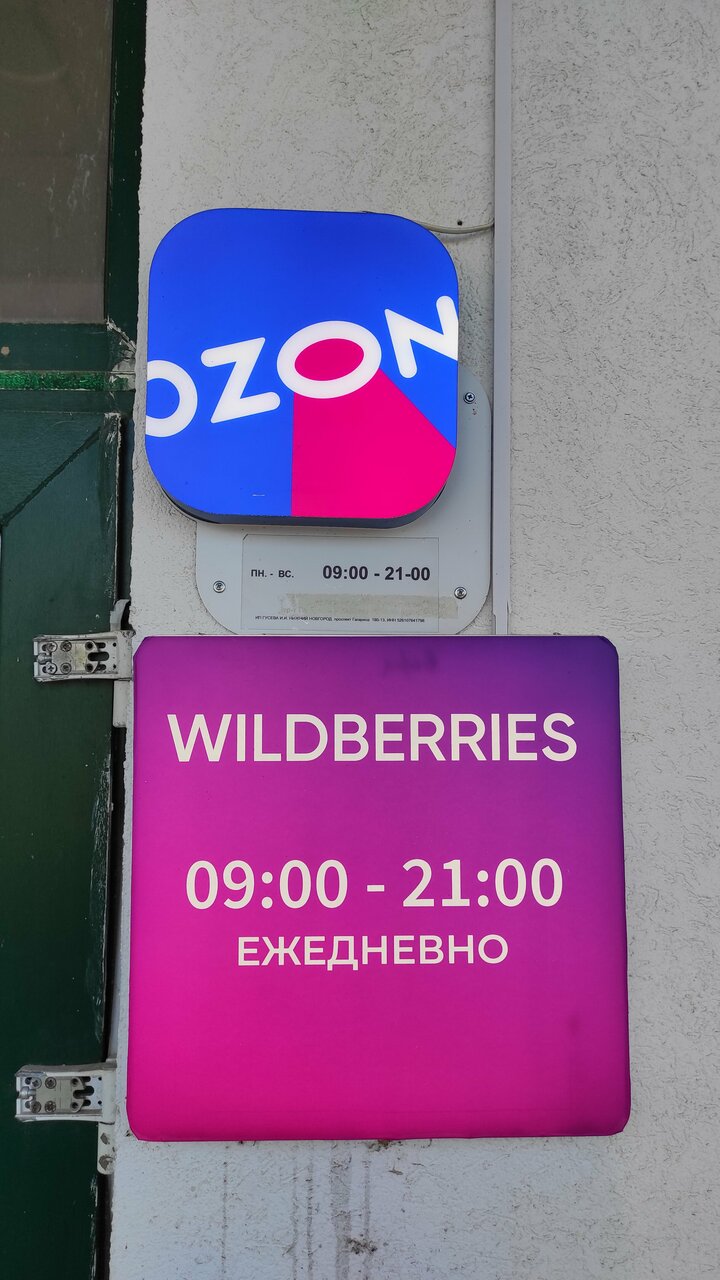 OZON
ПН. - ВС. 09:00 - 21-00
WILDBERRIES
09:00 - 21:00
ЕЖЕДНЕВНО